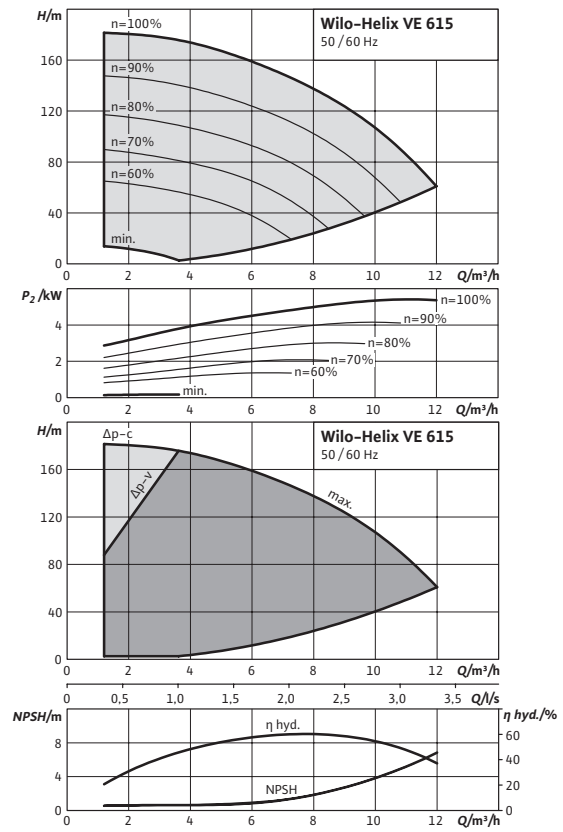 H/m
Wilo-Helix VE 615
50 / 60 Hz
n=100%
160
n=90%
120
n=80%
80
n=70%
n=60%
40
min.
0
0 2 4 6 8 10 12 Q/m³/h
P2 /kW
n=100%
4
n=90%
n=80%
2
n=70%
n=60%
min.
0
0 2 4 6 8 10 12 Q/m³/h
H/m
Δp-c
Wilo-Helix VE 615
50 / 60 Hz
160
Δp-v
max.
120
80
40
0
0 2 4 6 8 10 12 Q/m³/h
0 0,5 1,0 1,5 2,0 2,5 3,0 3,5 Q/l/s
NPSH/m
η hyd./%
η hyd.
8
60
40
4
NPSH
20
0
0
0 2 4 6 8 10 12 Q/m³/h